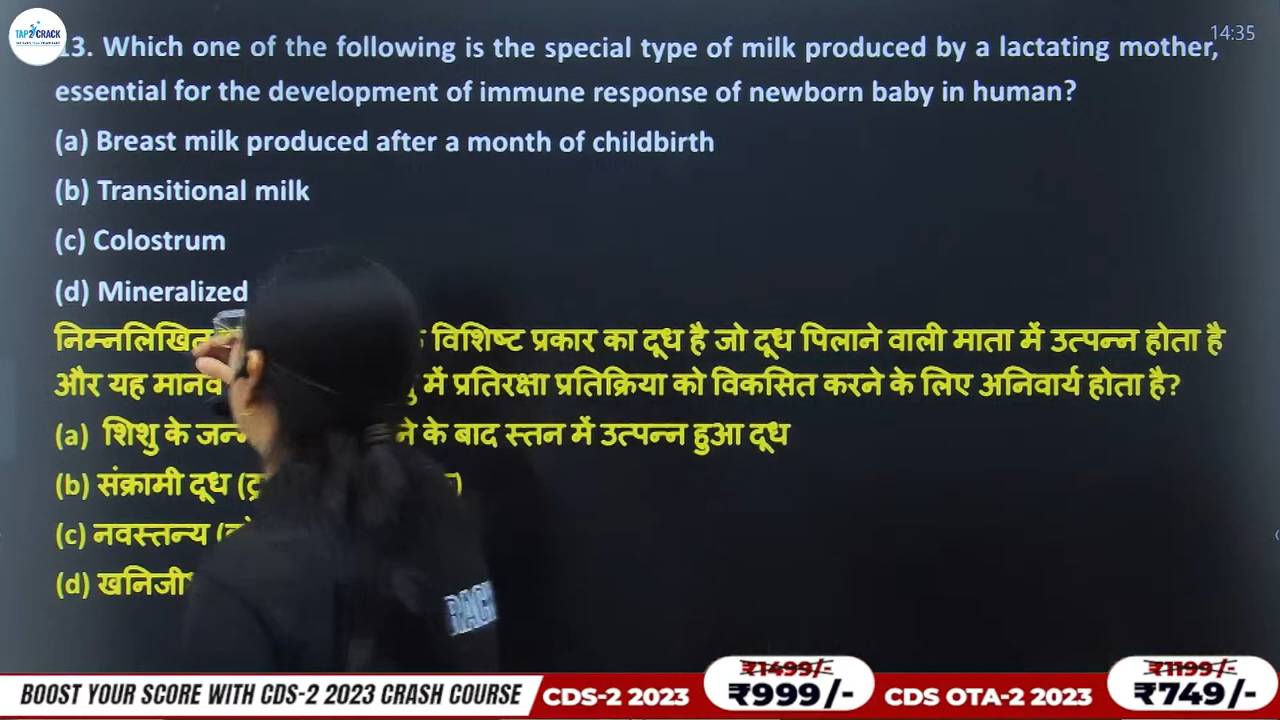 TAP2CRACK
14:35
13. Which one of the following is the special type of milk produced by a lactating mother,
essential for the development of immune response of newborn baby in human?
(a) Breast milk produced after a month of childbirth
(b) Transitional milk
(c) Colostrum
(d) Mineralized
निम्नलिखित विशिष्ट प्रकार का दूध है जो दूध पिलाने वाली माता में उत्पन्न होता है
और यह मानव में प्रतिरक्षा प्रतिक्रिया को विकसित करने के लिए अनिवार्य होता है?
(a) शिशु के के बाद स्तन में उत्पन्न हुआ दूध
(b) संक्रामी दूध
(c) नवस्तन्य
(d)
RACK
BOOST YOUR SCORE WITH CDS-2 2023 CRASH COURSE
CDS-2 2023
₹1499/-
₹999/-
CDS OTA-2 2023
₹1199/-
₹749/-